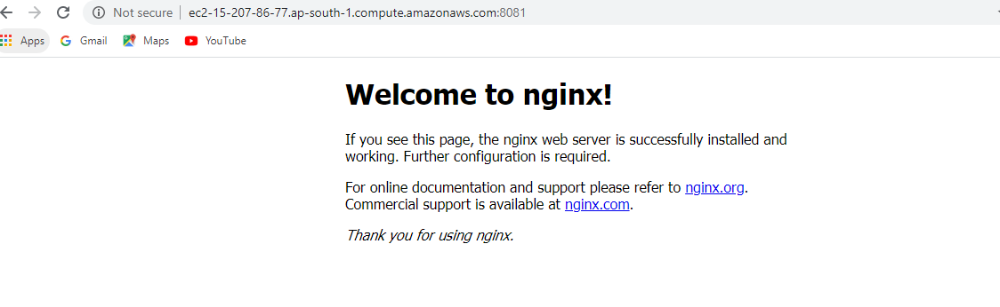 Not secure ec2-15-207-86-77.ap-south-1.compute.amazonaws.com:8081
Apps Gmail Maps YouTube
Welcome to nginx!
If you see this page, the nginx web server is successfully installed and
working. Further configuration is required.
For online documentation and support please refer to nginx.org.
Commercial support is available at nginx.com.
Thank you for using nginx.